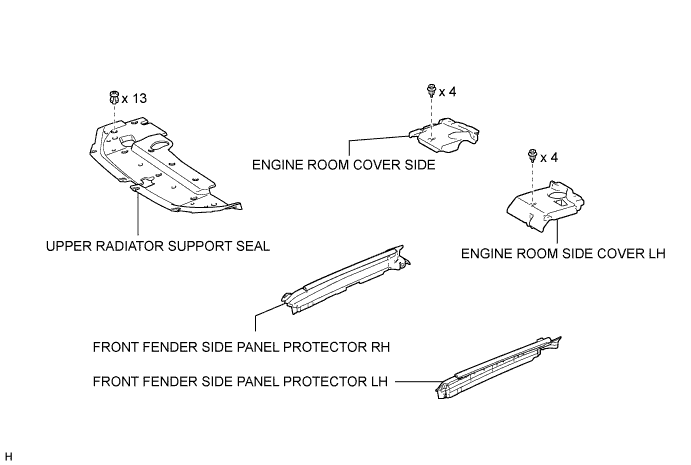 x 13
x 4
ENGINE ROOM COVER SIDE
x 4
UPPER RADIATOR SUPPORT SEAL
ENGINE ROOM SIDE COVER LH
FRONT FENDER SIDE PANEL PROTECTOR RH
FRONT FENDER SIDE PANEL PROTECTOR LH
H